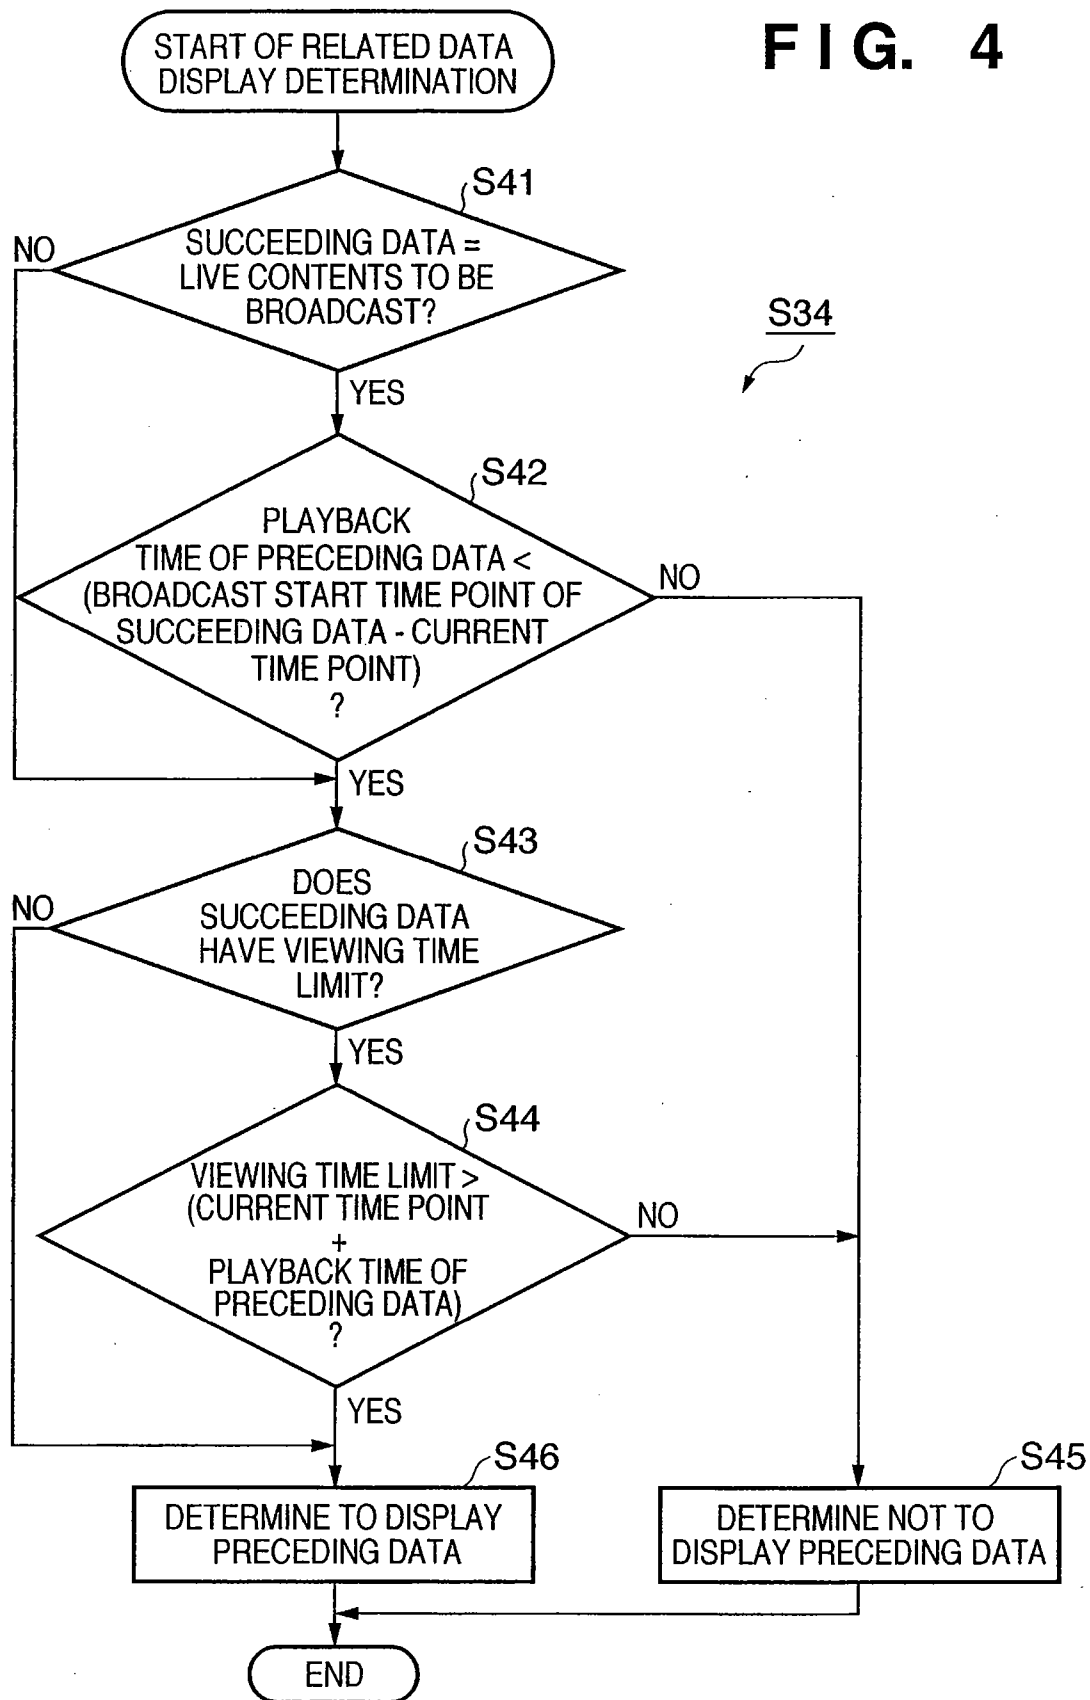 FIG. 4
START OF RELATED DATA
DISPLAY DETERMINATION
S41
NO
SUCCEEDING DATA =
LIVE CONTENTS TO BE
BROADCAST?
S34
YES
S42
PLAYBACK
TIME OF PRECEDING DATA <
(BROADCAST START TIME POINT OF
SUCCEEDING DATA - CURRENT
TIME POINT)
?
NO
YES
S43
NO
DOES
SUCCEEDING DATA
HAVE VIEWING TIME
LIMIT?
YES
S44
VIEWING TIME LIMIT >
(CURRENT TIME POINT
+
PLAYBACK TIME OF
PRECEDING DATA)
?
NO
YES
S46
DETERMINE TO DISPLAY
PRECEDING DATA
S45
DETERMINE NOT TO
DISPLAY PRECEDING DATA
END